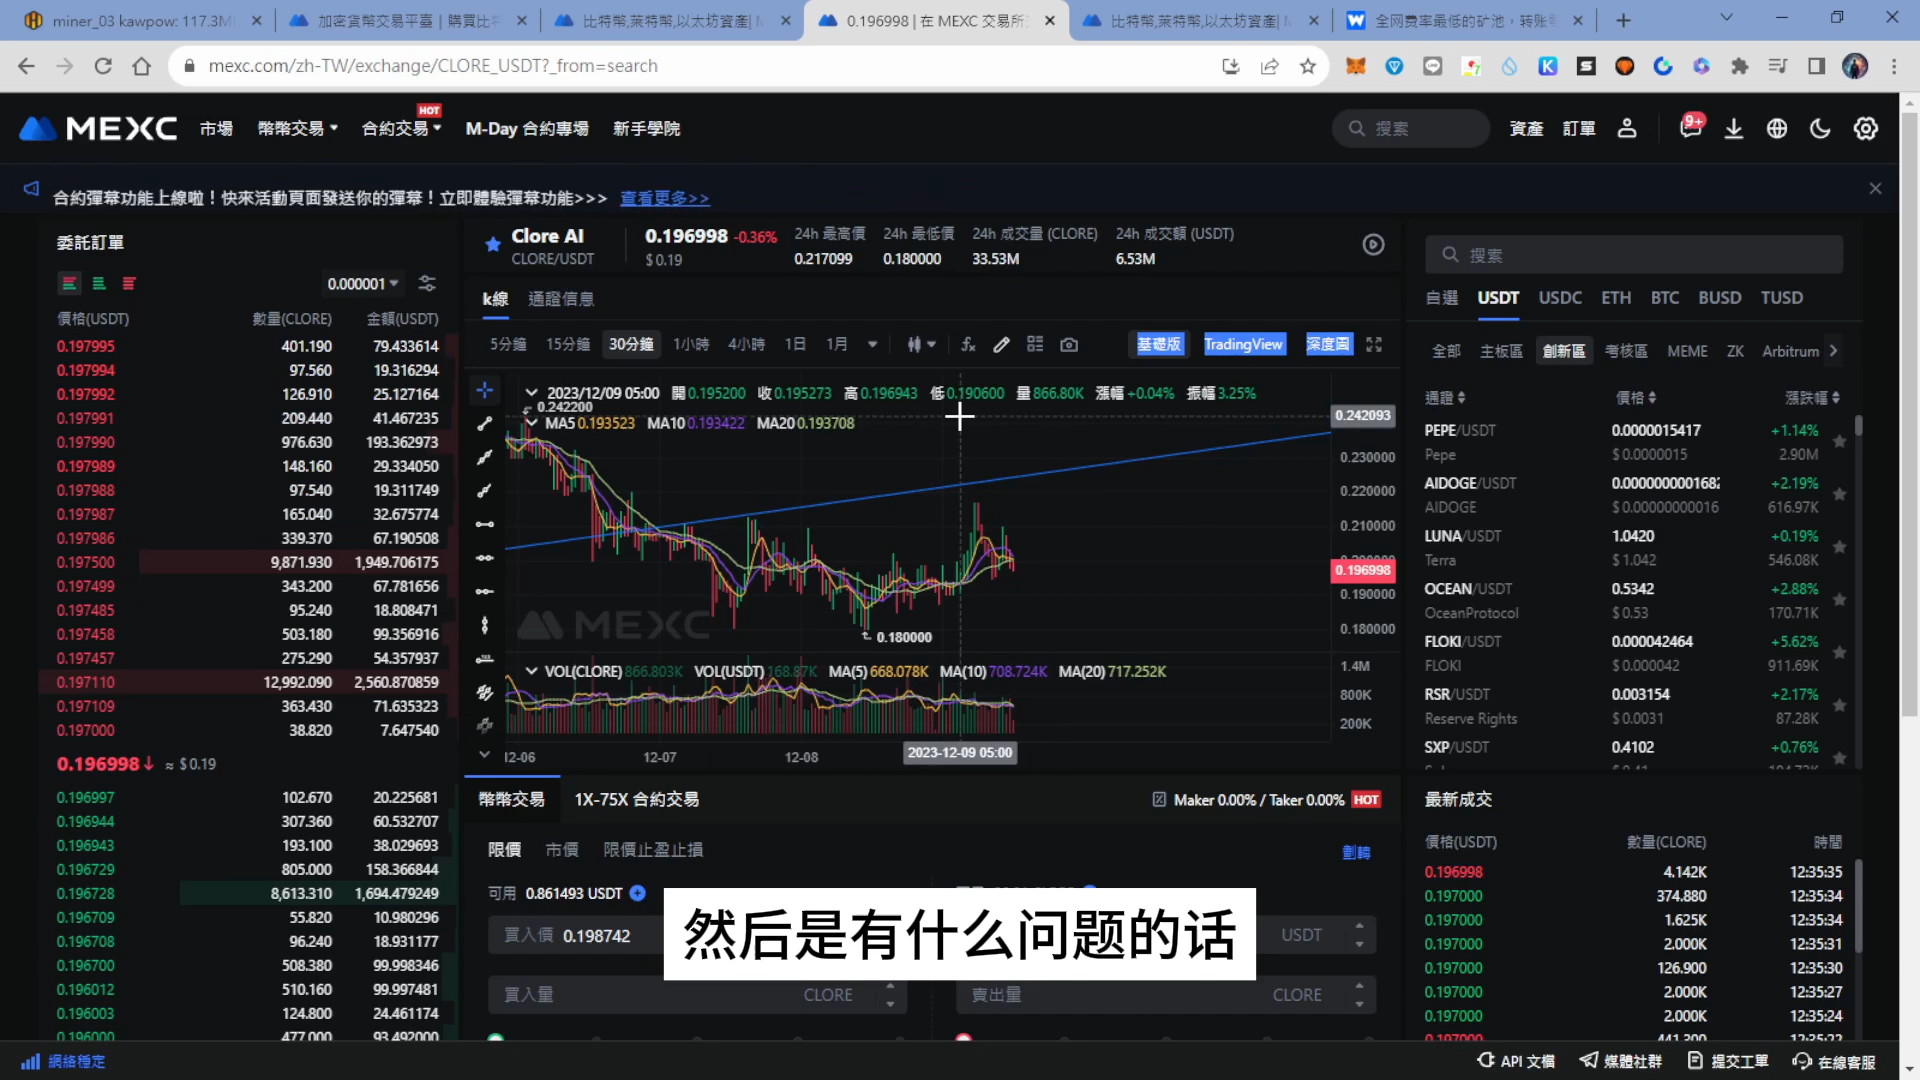 miner_03 kawpow: 117.3M
加密貨幣交易平臺 | 購買比
比特幣,萊特幣,以太坊資產| M
0.196998 | 在 MEXC 交易所
比特幣,萊特幣,以太坊資產| M
全网费率最低的矿池，转账
mexc.com/zh-TW/exchange/CLORE_USDT?_from=search
MEXC
市場
幣幣交易
合約交易
HOT
M-Day 合約專場
新手學院
搜索
資產
訂單
9+
合約彈幕功能上線啦！快來活動頁面發送你的彈幕！立即體驗彈幕功能>>>
查看更多>>
委託訂單
0.000001
價格(USDT) 數量(CLORE) 金額(USDT)
0.197995 401.190 79.433614
0.197994 97.560 19.316294
0.197992 126.910 25.127164
0.197991 209.440 41.467235
0.197990 976.630 193.362973
0.197989 148.160 29.334050
0.197988 97.540 19.311749
0.197987 165.040 32.675774
0.197986 339.370 67.190508
0.197500 9,871.930 1,949.706175
0.197499 343.200 67.781656
0.197485 95.240 18.808471
0.197458 503.180 99.356916
0.197457 275.290 54.357937
0.197110 12,992.090 2,560.870859
0.197109 363.430 71.635323
0.197000 38.820 7.647540
0.196998↓ ≈ $0.19
0.196997 102.670 20.225681
0.196944 307.360 60.532707
0.196943 193.100 38.029693
0.196729 805.000 158.366844
0.196728 8,613.310 1,694.479249
0.196709 55.820 10.980296
0.196708 96.240 18.931177
0.196700 508.380 99.998346
0.196012 510.160 99.997481
0.196003 124.800 24.461174
0.196000 477.000 93.492000
網絡穩定
Clore AI
CLORE/USDT
0.196998 -0.36%
$ 0.19
24h 最高價
0.217099
24h 最低價
0.180000
24h 成交量 (CLORE)
33.53M
24h 成交額 (USDT)
6.53M
k線
通證信息
5分鐘 15分鐘 30分鐘 1小時 4小時 1日 1月
基礎版
TradingView
深度圖
2023/12/09 05:00 開0.195200 收0.195273 高0.196943 低0.190600 量866.80K 漲幅+0.04% 振幅3.25%
0.242200
MA5 0.193523 MA10 0.193422 MA20 0.193708
0.242093
0.230000
0.220000
0.210000
0.200000
0.196998
0.190000
0.180000
MEXC
0.180000
VOL(CLORE) 866.803K VOL(USDT) 168.87K MA(5) 668.078K MA(10) 708.724K MA(20) 717.252K
1.4M
800K
200K
12-06 12-07 12-08 2023-12-09 05:00
幣幣交易
1X-75X 合約交易
Maker 0.00% / Taker 0.00% HOT
限價 市價 限價止盈止損
劃轉
可用 0.861493 USDT
買入價 0.198742
USDT
然后是有什么问题的话
買入量 CLORE
賣出量 CLORE
搜索
自選 USDT USDC ETH BTC BUSD TUSD
全部 主板區 創新區 考核區 MEME ZK Arbitrum
通證 價格 漲跌幅
PEPE/USDT 0.0000015417 +1.14%
Pepe $ 0.0000015 2.90M
AIDOGE/USDT 0.0000000001682 +2.19%
AIDOGE $ 0.00000000016 616.97K
LUNA/USDT 1.0420 +0.19%
Terra $ 1.042 546.08K
OCEAN/USDT 0.5342 +2.88%
OceanProtocol $ 0.53 170.71K
FLOKI/USDT 0.000042464 +5.62%
FLOKI $ 0.000042 911.69K
RSR/USDT 0.003154 +2.17%
Reserve Rights $ 0.0031 87.28K
SXP/USDT 0.4102 +0.76%
最新成交
價格(USDT) 數量(CLORE) 時間
0.196998 4.142K 12:35:35
0.197000 374.880 12:35:34
0.197000 1.625K 12:35:34
0.197000 2.000K 12:35:31
0.197000 126.900 12:35:30
0.197000 2.000K 12:35:27
0.197000 2.000K 12:35:24
0.197000 441.300 12:35:22
API 文檔
媒體社群
提交工單
在線客服